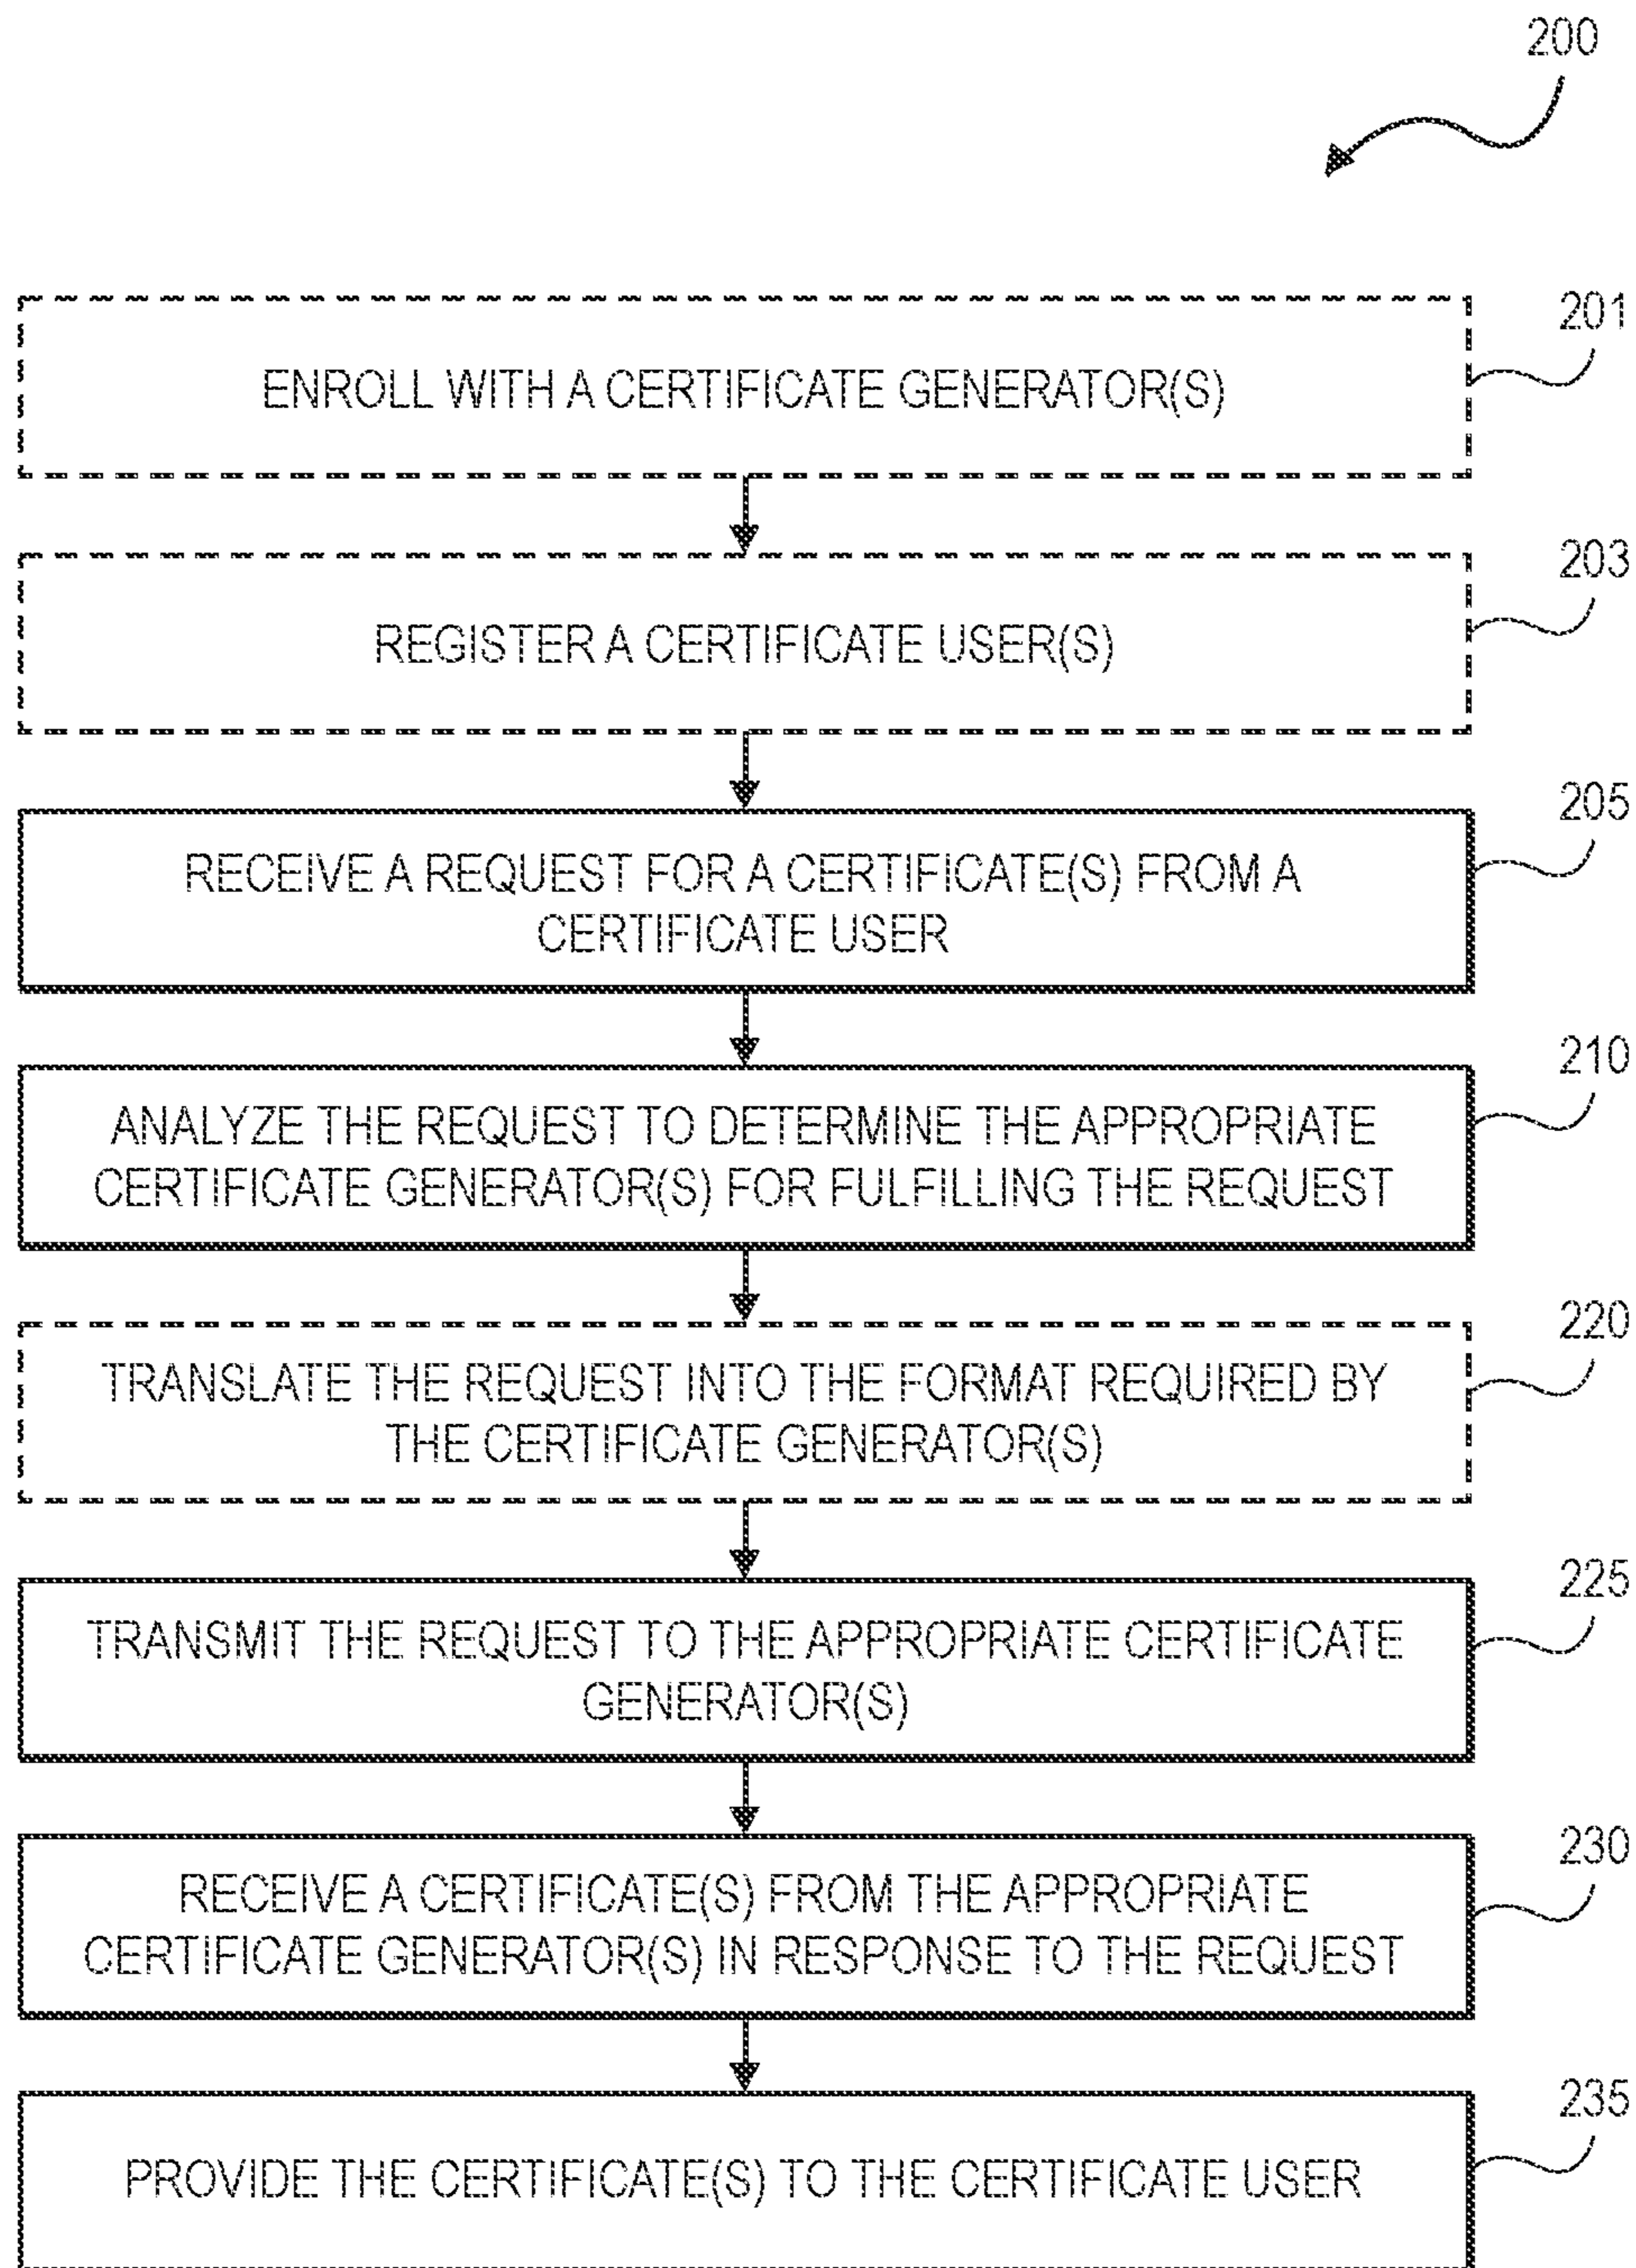 200
201
ENROLL WITH A CERTIFICATE GENERATOR(S)
203
REGISTER A CERTIFICATE USER(S)
205
RECEIVE A REQUEST FOR A CERTIFICATE(S) FROM A
CERTIFICATE USER
210
ANALYZE THE REQUEST TO DETERMINE THE APPROPRIATE
CERTIFICATE GENERATOR(S) FOR FULFILLING THE REQUEST
220
TRANSLATE THE REQUEST INTO THE FORMAT REQUIRED BY
THE CERTIFICATE GENERATOR(S)
225
TRANSMIT THE REQUEST TO THE APPROPRIATE CERTIFICATE
GENERATOR(S)
230
RECEIVE A CERTIFICATE(S) FROM THE APPROPRIATE
CERTIFICATE GENERATOR(S) IN RESPONSE TO THE REQUEST
235
PROVIDE THE CERTIFICATE(S) TO THE CERTIFICATE USER